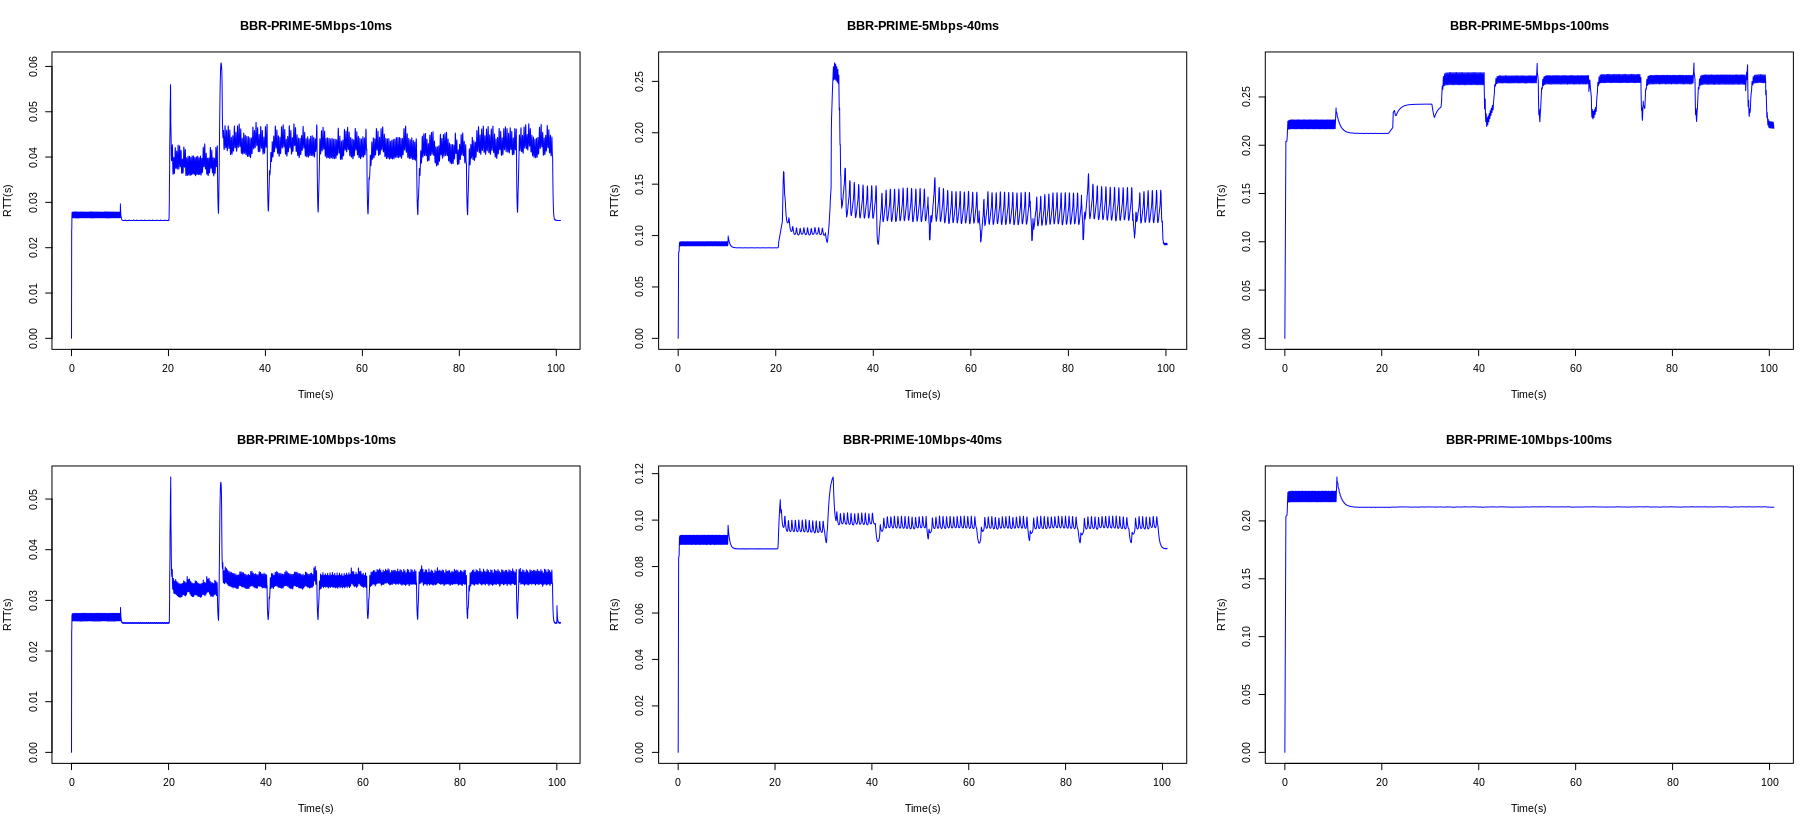 BBR-PRIME-5Mbps-10ms
RTT(s)
0.00 0.01 0.02 0.03 0.04 0.05 0.06
0 20 40 60 80 100
Time(s)
BBR-PRIME-5Mbps-40ms
RTT(s)
0.00 0.05 0.10 0.15 0.20 0.25
0 20 40 60 80 100
Time(s)
BBR-PRIME-5Mbps-100ms
RTT(s)
0.00 0.05 0.10 0.15 0.20 0.25
0 20 40 60 80 100
Time(s)
BBR-PRIME-10Mbps-10ms
RTT(s)
0.00 0.01 0.02 0.03 0.04 0.05
0 20 40 60 80 100
Time(s)
BBR-PRIME-10Mbps-40ms
RTT(s)
0.00 0.02 0.04 0.06 0.08 0.10 0.12
0 20 40 60 80 100
Time(s)
BBR-PRIME-10Mbps-100ms
RTT(s)
0.00 0.05 0.10 0.15 0.20
0 20 40 60 80 100
Time(s)